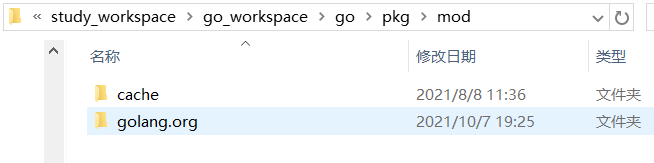 « study_workspace › go_workspace › go › pkg › mod
名称 修改日期 类型
cache 2021/8/8 11:36 文件夹
golang.org 2021/10/7 19:25 文件夹